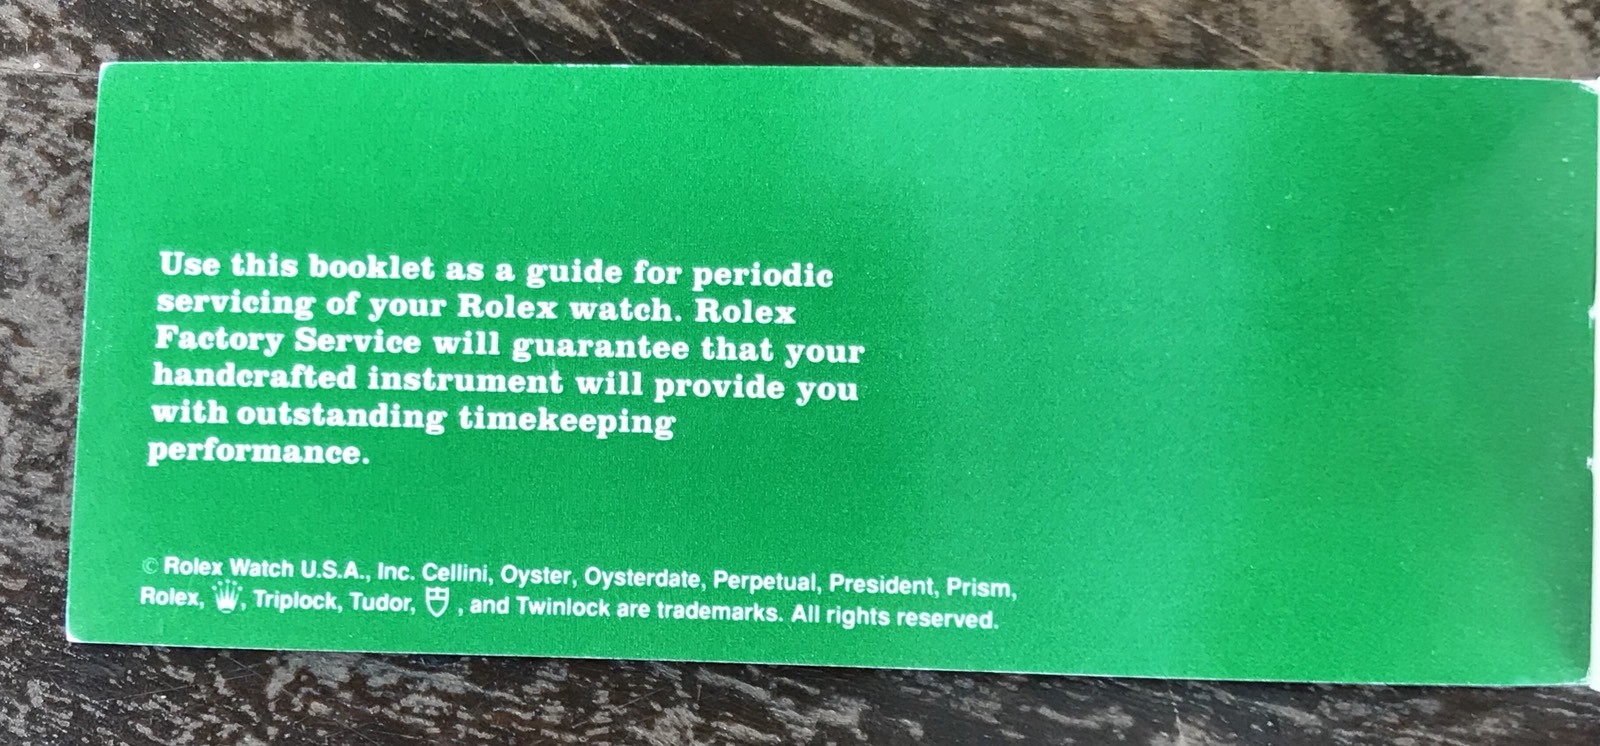 Use this booklet as a guide for periodic
servicing of your Rolex watch. Rolex
Factory Service will guarantee that your
handcrafted instrument will provide you
with outstanding timekeeping
performance.
© Rolex Watch U.S.A., Inc. Cellini, Oyster, Oysterdate, Perpetual, President, Prism,
Rolex, , Triplock, Tudor, , and Twinlock are trademarks. All rights reserved.